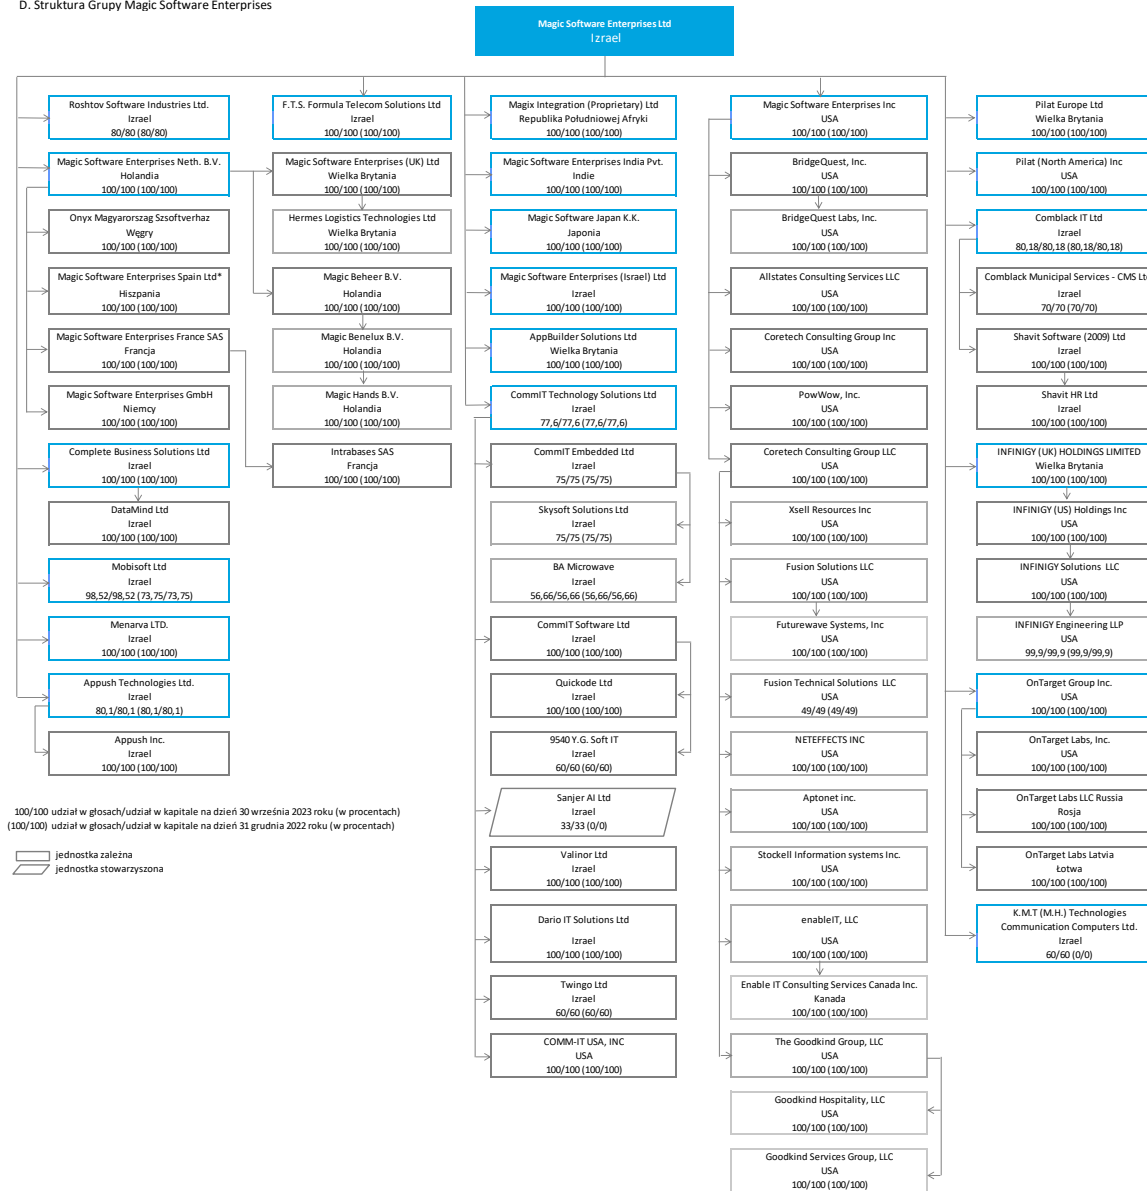 D. Struktura Grupy Magic Software Enterprises
Magic Software Enterprises Ltd
Izrael
Roshtov Software Industries Ltd.
Izrael
80/80 (80/80)
Magic Software Enterprises Neth. B.V.
Holandia
100/100 (100/100)
Onyx Magyarorszag Szsoftverhaz
Węgry
100/100 (100/100)
Magic Software Enterprises Spain Ltd*
Hiszpania
100/100 (100/100)
Magic Software Enterprises France SAS
Francja
100/100 (100/100)
Magic Software Enterprises GmbH
Niemcy
100/100 (100/100)
Complete Business Solutions Ltd
Izrael
100/100 (100/100)
DataMind Ltd
Izrael
100/100 (100/100)
Mobisoft Ltd
Izrael
98,52/98,52 (73,75/73,75)
Menarva LTD.
Izrael
100/100 (100/100)
Appush Technologies Ltd.
Izrael
80,1/80,1 (80,1/80,1)
Appush Inc.
Izrael
100/100 (100/100)
F.T.S. Formula Telecom Solutions Ltd
Izrael
100/100 (100/100)
Magic Software Enterprises (UK) Ltd
Wielka Brytania
100/100 (100/100)
Hermes Logistics Technologies Ltd
Wielka Brytania
100/100 (100/100)
Magic Beheer B.V.
Holandia
100/100 (100/100)
Magic Benelux B.V.
Holandia
100/100 (100/100)
Magic Hands B.V.
Holandia
100/100 (100/100)
Intrabases SAS
Francja
100/100 (100/100)
Magix Integration (Proprietary) Ltd
Republika Południowej Afryki
100/100 (100/100)
Magic Software Enterprises India Pvt.
Indie
100/100 (100/100)
Magic Software Japan K.K.
Japonia
100/100 (100/100)
Magic Software Enterprises (Israel) Ltd
Izrael
100/100 (100/100)
AppBuilder Solutions Ltd
Wielka Brytania
100/100 (100/100)
CommIT Technology Solutions Ltd
Izrael
77,6/77,6 (77,6/77,6)
CommIT Embedded Ltd
Izrael
75/75 (75/75)
Skysoft Solutions Ltd
Izrael
75/75 (75/75)
BA Microwave
Izrael
56,66/56,66 (56,66/56,66)
CommIT Software Ltd
Izrael
100/100 (100/100)
Quickode Ltd
Izrael
100/100 (100/100)
9540 Y.G. Soft IT
Izrael
60/60 (60/60)
Sanjer AI Ltd
Izrael
33/33 (0/0)
Valinor Ltd
Izrael
100/100 (100/100)
Dario IT Solutions Ltd
Izrael
100/100 (100/100)
Twingo Ltd
Izrael
60/60 (60/60)
COMM-IT USA, INC
USA
100/100 (100/100)
Magic Software Enterprises Inc
USA
100/100 (100/100)
BridgeQuest, Inc.
USA
100/100 (100/100)
BridgeQuest Labs, Inc.
USA
100/100 (100/100)
Allstates Consulting Services LLC
USA
100/100 (100/100)
Coretech Consulting Group Inc
USA
100/100 (100/100)
PowWow, Inc.
USA
100/100 (100/100)
Coretech Consulting Group LLC
USA
100/100 (100/100)
Xsell Resources Inc
USA
100/100 (100/100)
Fusion Solutions LLC
USA
100/100 (100/100)
Futurewave Systems, Inc
USA
100/100 (100/100)
Fusion Technical Solutions LLC
USA
49/49 (49/49)
NETEFFECTS INC
USA
100/100 (100/100)
Aptonet inc.
USA
100/100 (100/100)
Stockell Information systems Inc.
USA
100/100 (100/100)
enableIT, LLC
USA
100/100 (100/100)
Enable IT Consulting Services Canada Inc.
Kanada
100/100 (100/100)
The Goodkind Group, LLC
USA
100/100 (100/100)
Goodkind Hospitality, LLC
USA
100/100 (100/100)
Goodkind Services Group, LLC
USA
100/100 (100/100)
Pilat Europe Ltd
Wielka Brytania
100/100 (100/100)
Pilat (North America) Inc
USA
100/100 (100/100)
Comblack IT Ltd
Izrael
80,18/80,18 (80,18/80,18)
Comblack Municipal Services - CMS Lt
Izrael
70/70 (70/70)
Shavit Software (2009) Ltd
Izrael
100/100 (100/100)
Shavit HR Ltd
Izrael
100/100 (100/100)
INFINIGY (UK) HOLDINGS LIMITED
Wielka Brytania
100/100 (100/100)
INFINIGY (US) Holdings Inc
USA
100/100 (100/100)
INFINIGY Solutions LLC
USA
100/100 (100/100)
INFINIGY Engineering LLP
USA
99,9/99,9 (99,9/99,9)
OnTarget Group Inc.
USA
100/100 (100/100)
OnTarget Labs, Inc.
USA
100/100 (100/100)
OnTarget Labs LLC Russia
Rosja
100/100 (100/100)
OnTarget Labs Latvia
Łotwa
100/100 (100/100)
K.M.T (M.H.) Technologies
Communication Computers Ltd.
Izrael
60/60 (0/0)
100/100 udział w głosach/udział w kapitale na dzień 30 września 2023 roku (w procentach)
(100/100) udział w głosach/udział w kapitale na dzień 31 grudnia 2022 roku (w procentach)
jednostka zależna
jednostka stowarzyszona